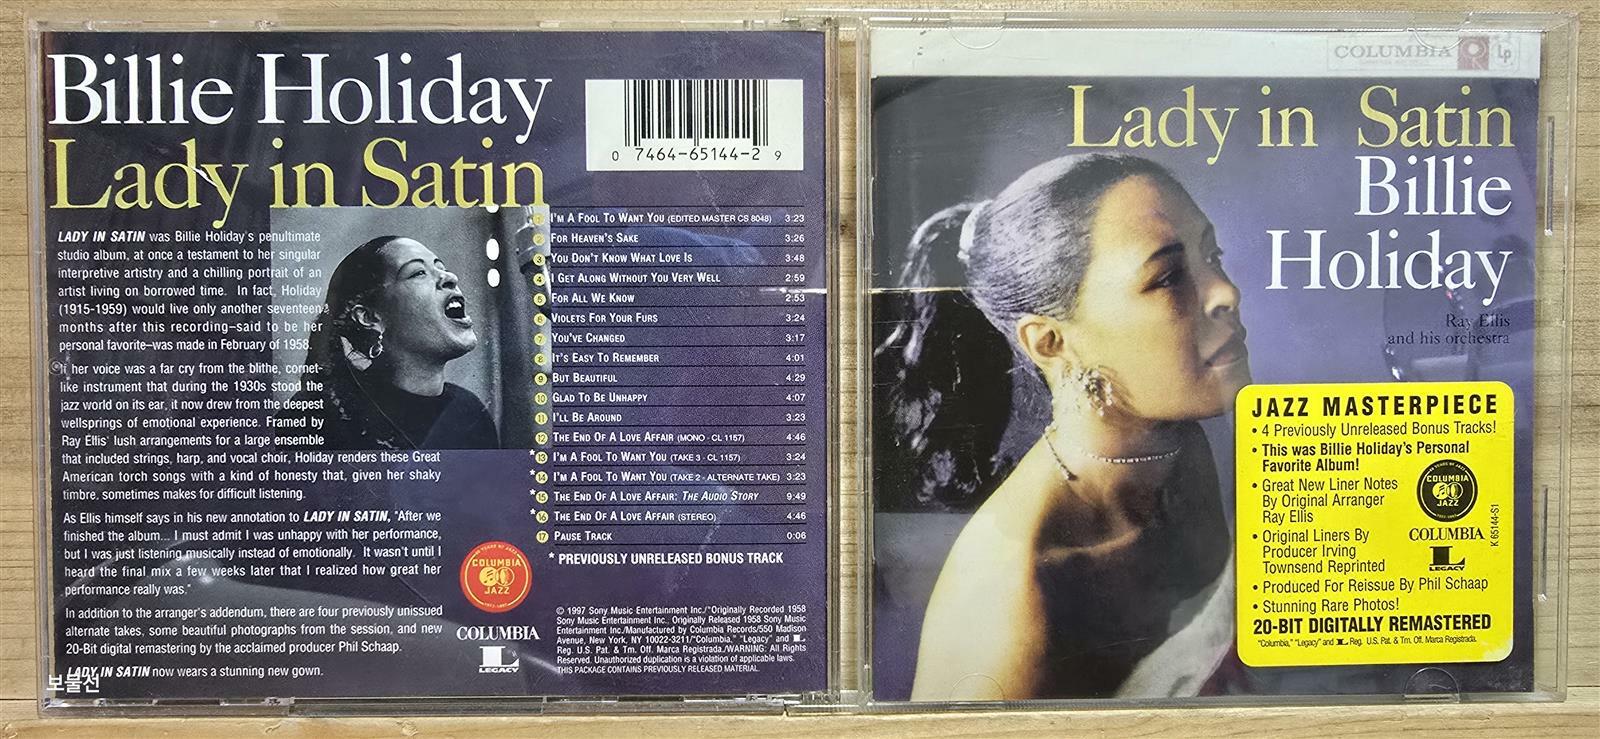 Billie Holiday
Lady in Satin
0 7464-65144-2 9
LADY IN SATIN was Billie Holiday's penultimate
studio album, at once a testament to her singular
interpretive artistry and a chilling portrait of an
artist living on borrowed time. In fact, Holiday
(1915-1959) would live only another seventeen
months after this recording–said to be her
personal favorite–was made in February of 1958.
If her voice was a far cry from the blithe, cornet-
like instrument that during the 1930s stood the
jazz world on its ear, it now drew from the deepest
wellsprings of emotional experience. Framed by
Ray Ellis' lush arrangements for a large ensemble
that included strings, harp, and vocal choir, Holiday renders these Great
American torch songs with a kind of honesty that, given her shaky
timbre, sometimes makes for difficult listening.
As Ellis himself says in his new annotation to LADY IN SATIN, "After we
finished the album... I must admit I was unhappy with her performance,
but I was just listening musically instead of emotionally. It wasn't until I
heard the final mix a few weeks later that I realized how great her
performance really was."
In addition to the arranger's addendum, there are four previously unissued
alternate takes, some beautiful photographs from the session, and new
20-Bit digital remastering by the acclaimed producer Phil Schaap.
LADY IN SATIN now wears a stunning new gown.
보물선
1 I'M A FOOL TO WANT YOU (EDITED MASTER CS 8048) 3:23
2 FOR HEAVEN'S SAKE 3:26
3 YOU DON'T KNOW WHAT LOVE IS 3:48
4 I GET ALONG WITHOUT YOU VERY WELL 2:59
5 FOR ALL WE KNOW 2:53
6 VIOLETS FOR YOUR FURS 3:24
7 YOU'VE CHANGED 3:17
8 IT'S EASY TO REMEMBER 4:01
9 BUT BEAUTIFUL 4:29
10 GLAD TO BE UNHAPPY 4:07
11 I'LL BE AROUND 3:23
12 THE END OF A LOVE AFFAIR (MONO - CL 1157) 4:46
*13 I'M A FOOL TO WANT YOU (TAKE 3 - CL 1157) 3:24
*14 I'M A FOOL TO WANT YOU (TAKE 2 - ALTERNATE TAKE) 3:23
*15 THE END OF A LOVE AFFAIR: THE AUDIO STORY 9:49
*16 THE END OF A LOVE AFFAIR (STEREO) 4:46
17 PAUSE TRACK 0:06
* PREVIOUSLY UNRELEASED BONUS TRACK
COLUMBIA
JAZZ
COLUMBIA
L
LEGACY
© 1997 Sony Music Entertainment Inc./"Originally Recorded 1958
Sony Music Entertainment Inc., Originally Released 1958 Sony Music
Entertainment Inc./Manufactured by Columbia Records/550 Madison
Avenue, New York, NY 10022-3211/"Columbia," "Legacy" and L
Reg. U.S. Pat. & Tm. Off. Marca Registrada./WARNING: All Rights
Reserved. Unauthorized duplication is a violation of applicable laws.
THIS PACKAGE CONTAINS PREVIOUSLY RELEASED MATERIAL.
COLUMBIA Lp
Lady in Satin
Billie
Holiday
Ray Ellis
and his orchestra
JAZZ MASTERPIECE
• 4 Previously Unreleased Bonus Tracks!
• This was Billie Holiday's Personal
Favorite Album!
• Great New Liner Notes
By Original Arranger
Ray Ellis
• Original Liners By
Producer Irving
Townsend Reprinted
• Produced For Reissue By Phil Schaap
• Stunning Rare Photos!
20-BIT DIGITALLY REMASTERED
"Columbia," "Legacy" and L Reg. U.S. Pat. & Tm. Off. Marca Registrada.
COLUMBIA
JAZZ
COLUMBIA
L
LEGACY
K 65144-S1